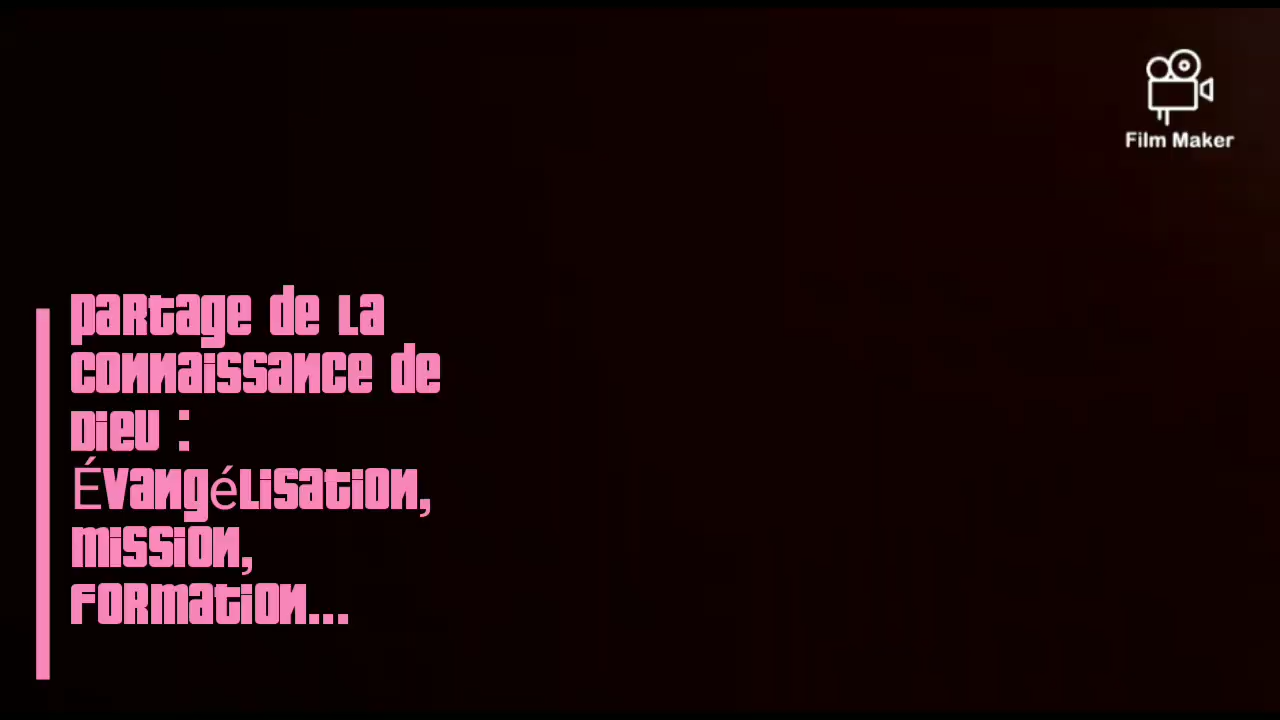 Film Maker
Partage de la
connaissance de
Dieu :
Évangélisation,
mission,
formation...